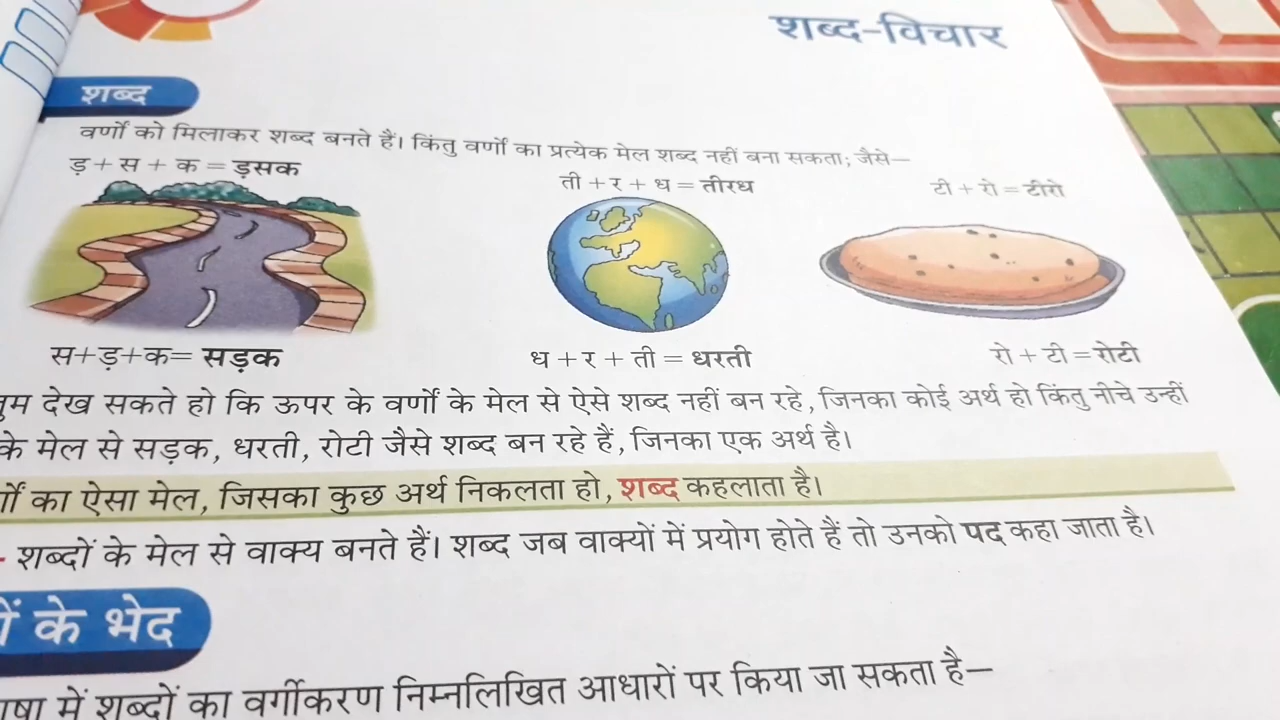 शब्द-विचार
शब्द
वर्णों को मिलाकर शब्द बनते हैं। किंतु वर्णों का प्रत्येक मेल शब्द नहीं बना सकता; जैसे—
ड़ + स + क = ड़सक
ती + र + ध = तीरध
टी + रो = टीरो
स+ड़+क= सड़क
ध + र + ती = धरती
रो + टी = रोटी
देख सकते हो कि ऊपर के वर्णों के मेल से ऐसे शब्द नहीं बन रहे, जिनका कोई अर्थ हो किंतु नीचे उन्हीं
के मेल से सड़क, धरती, रोटी जैसे शब्द बन रहे हैं, जिनका एक अर्थ है।
का ऐसा मेल, जिसका कुछ अर्थ निकलता हो, शब्द कहलाता है।
- शब्दों के मेल से वाक्य बनते हैं। शब्द जब वाक्यों में प्रयोग होते हैं तो उनको पद कहा जाता है।
के भेद
में शब्दों का वर्गीकरण निम्नलिखित आधारों पर किया जा सकता है—